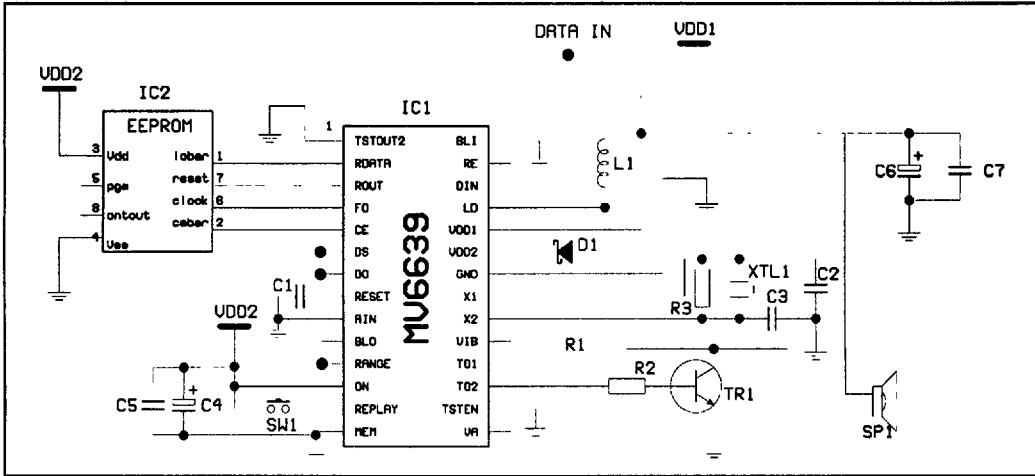 DATA IN
VDD1
VDD2
IC2
EEPROM
3 Vdd
5 pgm
8 ontout
4 Vss
lobar 1
reset 7
clock 6
cebar 2
IC1
1
TSTOUT2
RDATA
ROUT
FO
CE
DS
DO
RESET
AIN
BLO
RANGE
ON
REPLAY
MEM
MV6639
BLI
RE
DIN
LD
VDD1
VDD2
GND
X1
X2
VIB
TO1
TO2
TSTEN
VA
L1
D1
C6
+
C7
C1
VDD2
R3
XTL1
C2
C3
R1
R2
TR1
C5
+
C4
SW1
SP1